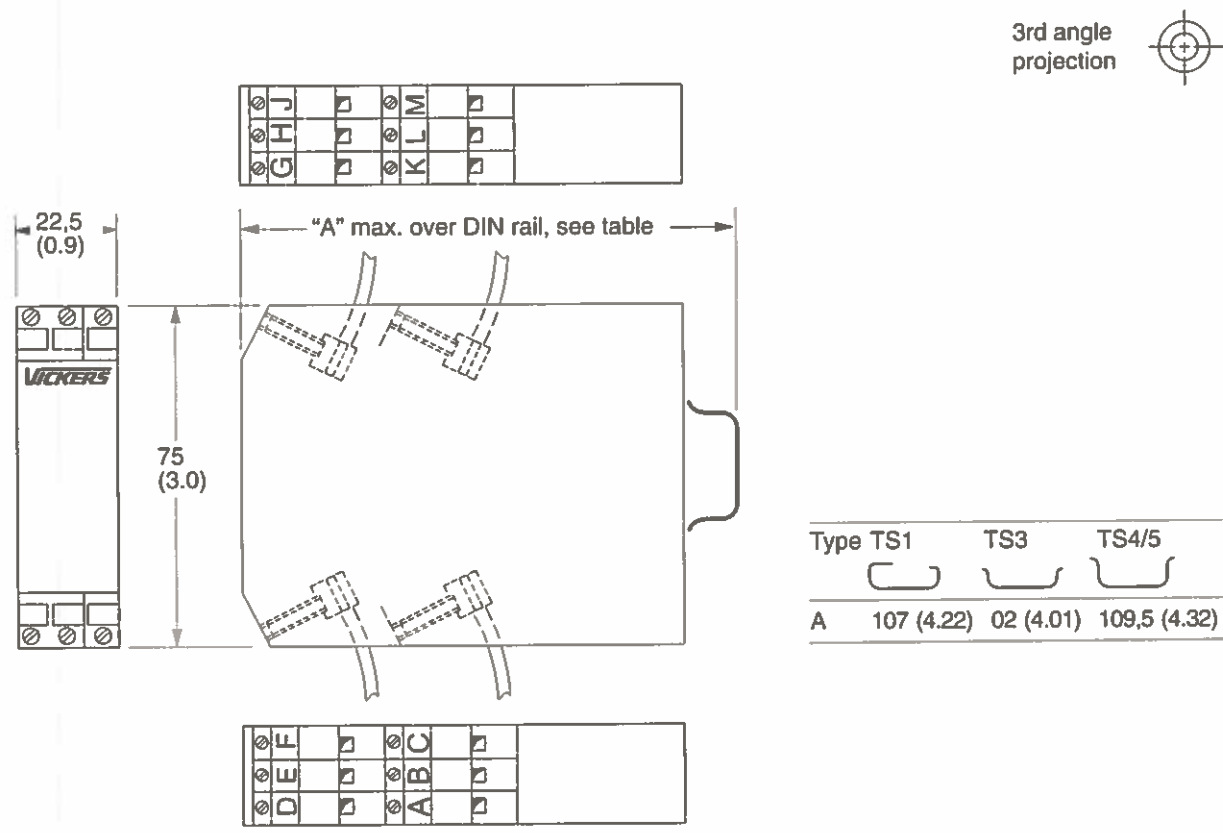 3rd angle
projection
J M
H L
G K
22,5
(0.9)
"A" max. over DIN rail, see table
VICKERS
75
(3.0)
Type TS1 TS3 TS4/5
A 107 (4.22) 02 (4.01) 109,5 (4.32)
F C
E B
D A